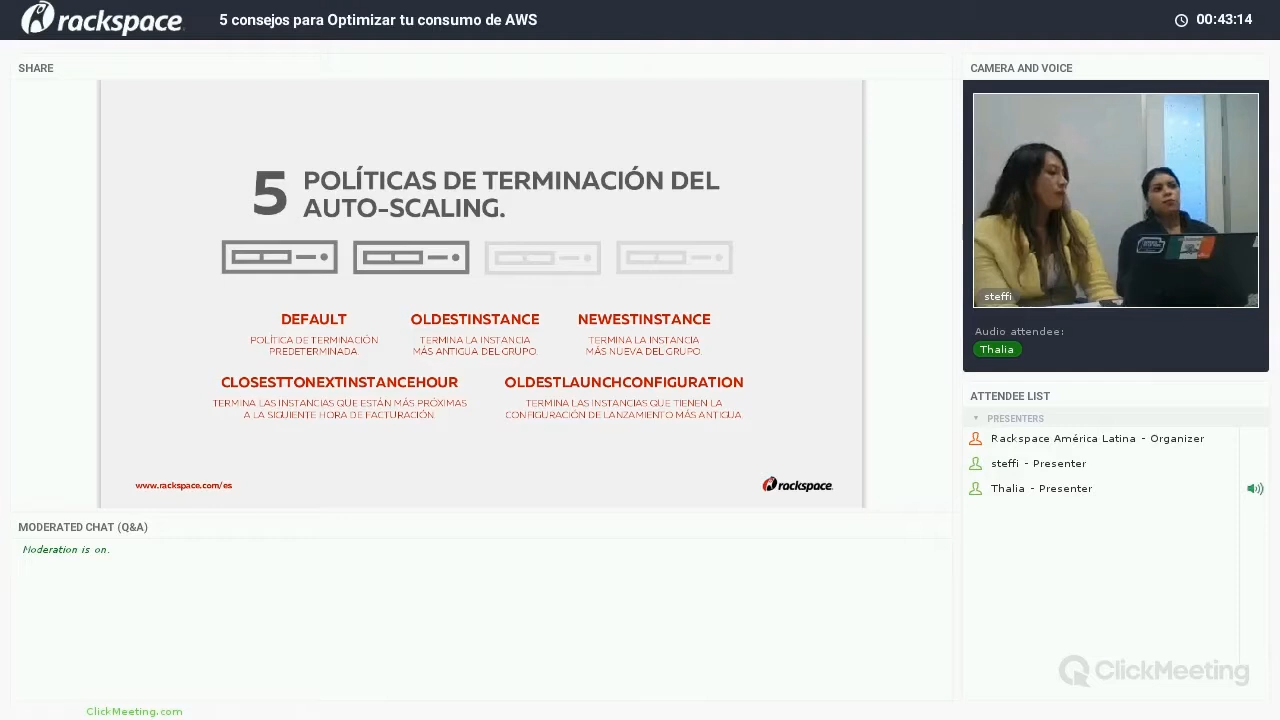 rackspace
5 consejos para Optimizar tu consumo de AWS
00:43:14
SHARE
5 POLÍTICAS DE TERMINACIÓN DEL
AUTO-SCALING.
DEFAULT
POLÍTICA DE TERMINACIÓN
PREDETERMINADA.
OLDESTINSTANCE
TERMINA LA INSTANCIA
MÁS ANTIGUA DEL GRUPO.
NEWESTINSTANCE
TERMINA LA INSTANCIA
MÁS NUEVA DEL GRUPO.
CLOSESTTONEXTINSTANCEHOUR
TERMINA LAS INSTANCIAS QUE ESTÁN MÁS PRÓXIMAS
A LA SIGUIENTE HORA DE FACTURACIÓN
OLDESTLAUNCHCONFIGURATION
TERMINA LAS INSTANCIAS QUE TIENEN LA
CONFIGURACIÓN DE LANZAMIENTO MÁS ANTIGUA
www.rackspace.com/es
rackspace
MODERATED CHAT (Q&A)
Moderation is on.
CAMERA AND VOICE
steffi
Audio attendee:
Thalia
ATTENDEE LIST
PRESENTERS
Rackspace América Latina - Organizer
steffi - Presenter
Thalia - Presenter
ClickMeeting
ClickMeeting.com